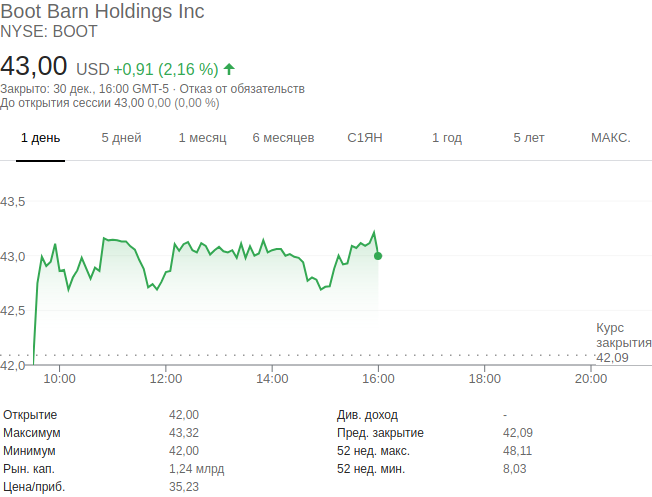 Boot Barn Holdings Inc
NYSE: BOOT
43,00 USD +0,91 (2,16 %)
Закрыто: 30 дек., 16:00 GMT-5 · Отказ от обязательств
До открытия сессии 43,00 0,00 (0,00 %)
1 день 5 дней 1 месяц 6 месяцев С1ЯН 1 год 5 лет МАКС.
43,5
43,0
42,5
Курс
закрытия
42,09
42,0
10:00 12:00 14:00 16:00 18:00 20:00
Открытие 42,00 Див. доход -
Максимум 43,32 Пред. закрытие 42,09
Минимум 42,00 52 нед. макс. 48,11
Рын. кап. 1,24 млрд 52 нед. мин. 8,03
Цена/приб. 35,23